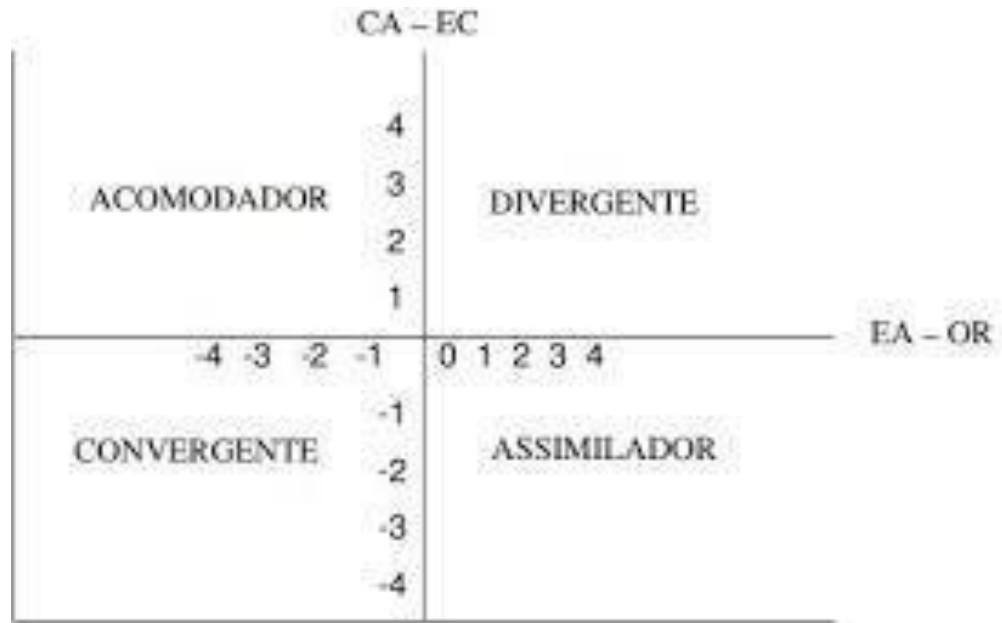 CA – EC
4
ACOMODADOR 3 DIVERGENTE
2
1
EA – OR
-4 -3 -2 -1 0 1 2 3 4
-1
CONVERGENTE ASSIMILADOR
-2
-3
-4